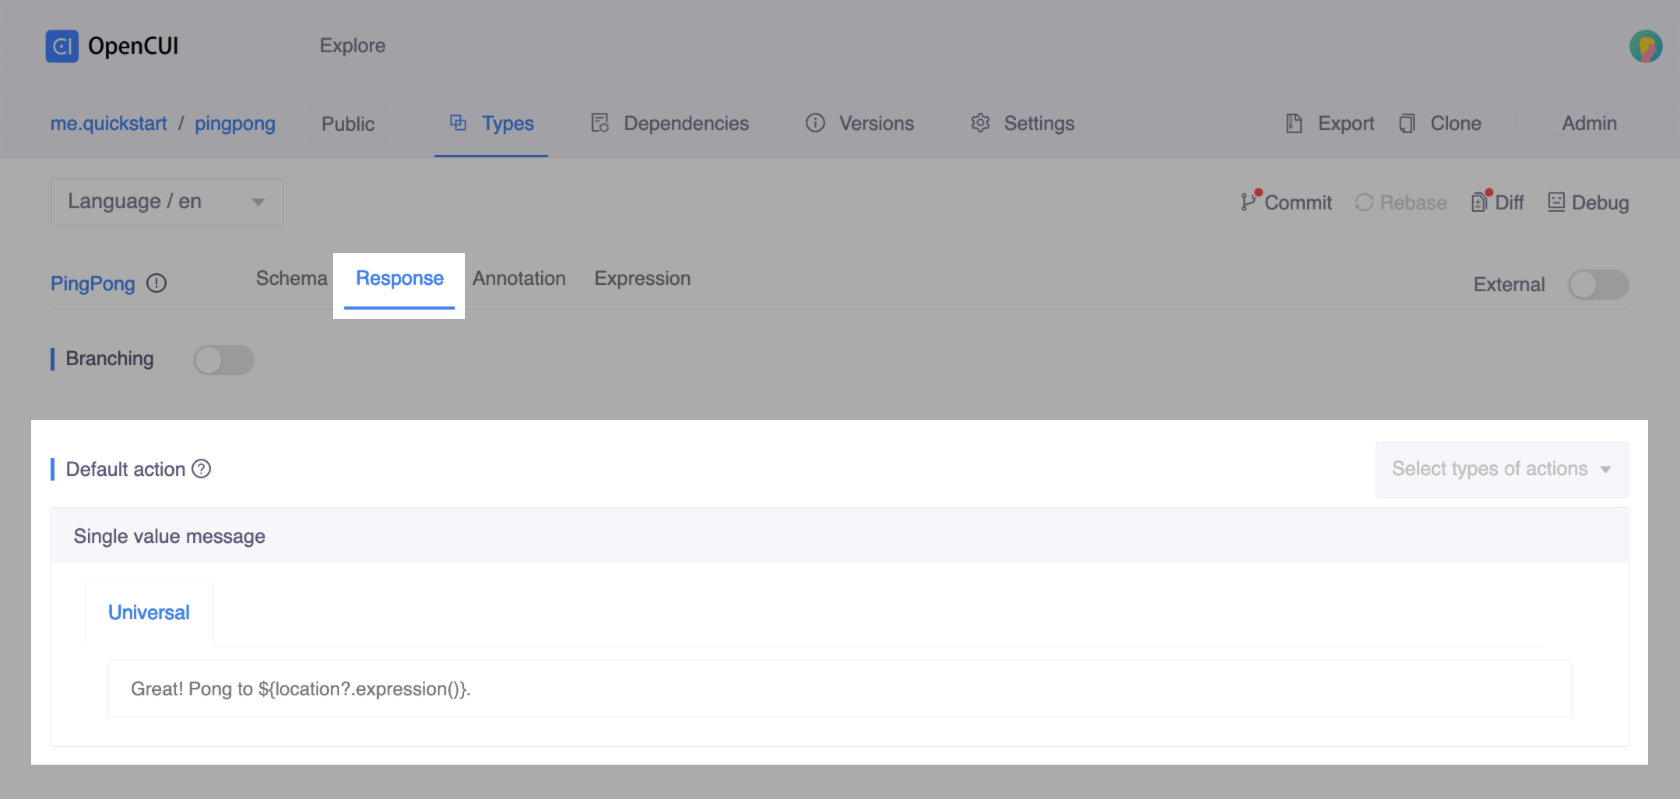 OpenCUI Explore
me.quickstart / pingpong Public Types Dependencies Versions Settings Export Clone Admin
Language / en Commit Rebase Diff Debug
PingPong Schema Response Annotation Expression External
Branching
Default action Select types of actions
Single value message
Universal
Great! Pong to ${location?.expression()}.